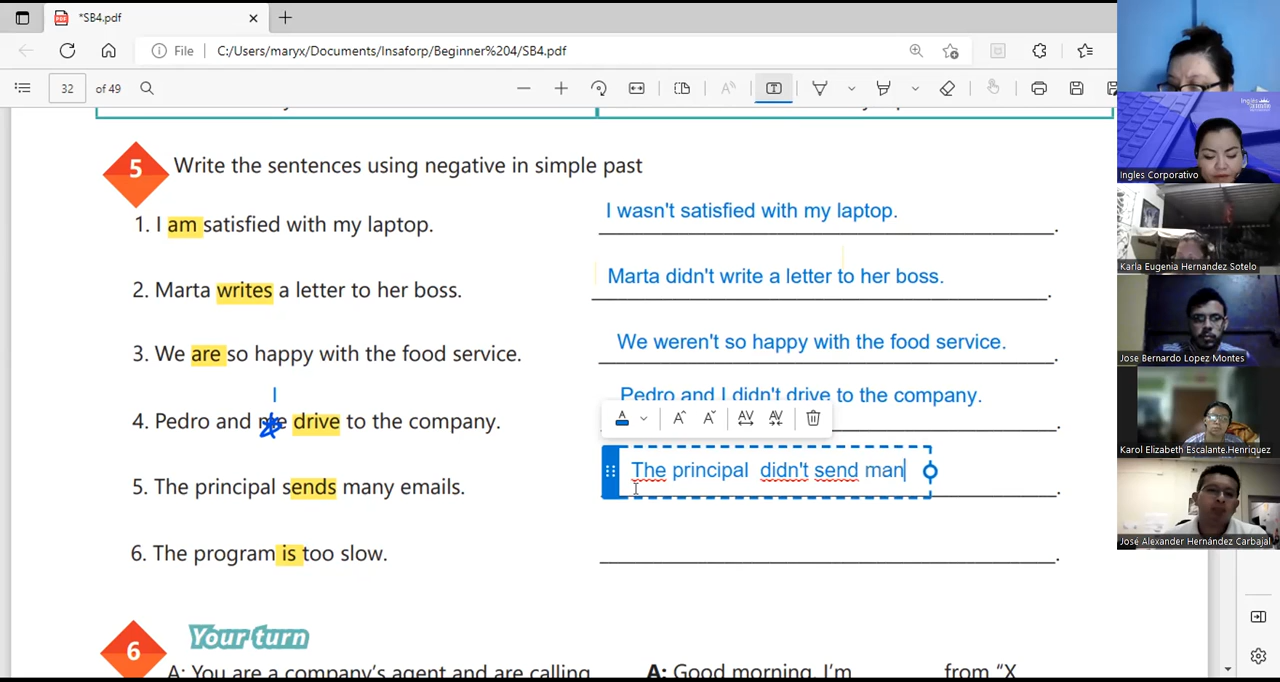 *SB4.pdf
File C:/Users/maryx/Documents/Insaforp/Beginner%204/SB4.pdf
32 of 49
5 Write the sentences using negative in simple past
1. I am satisfied with my laptop. I wasn't satisfied with my laptop.
2. Marta writes a letter to her boss. Marta didn't write a letter to her boss.
3. We are so happy with the food service. We weren't so happy with the food service.
I
4. Pedro and me drive to the company. Pedro and I didn't drive to the company.
5. The principal sends many emails. The principal didn't send man
6. The program is too slow.
6 Your turn
A: You are a company's agent and are calling A: Good morning, I'm from "X
Ingles Corporativo
Karla Eugenia Hernandez Sotelo
Jose Bernardo Lopez Montes
Karol Elizabeth Escalante.Henriquez
José Alexander Hernández Carbajal